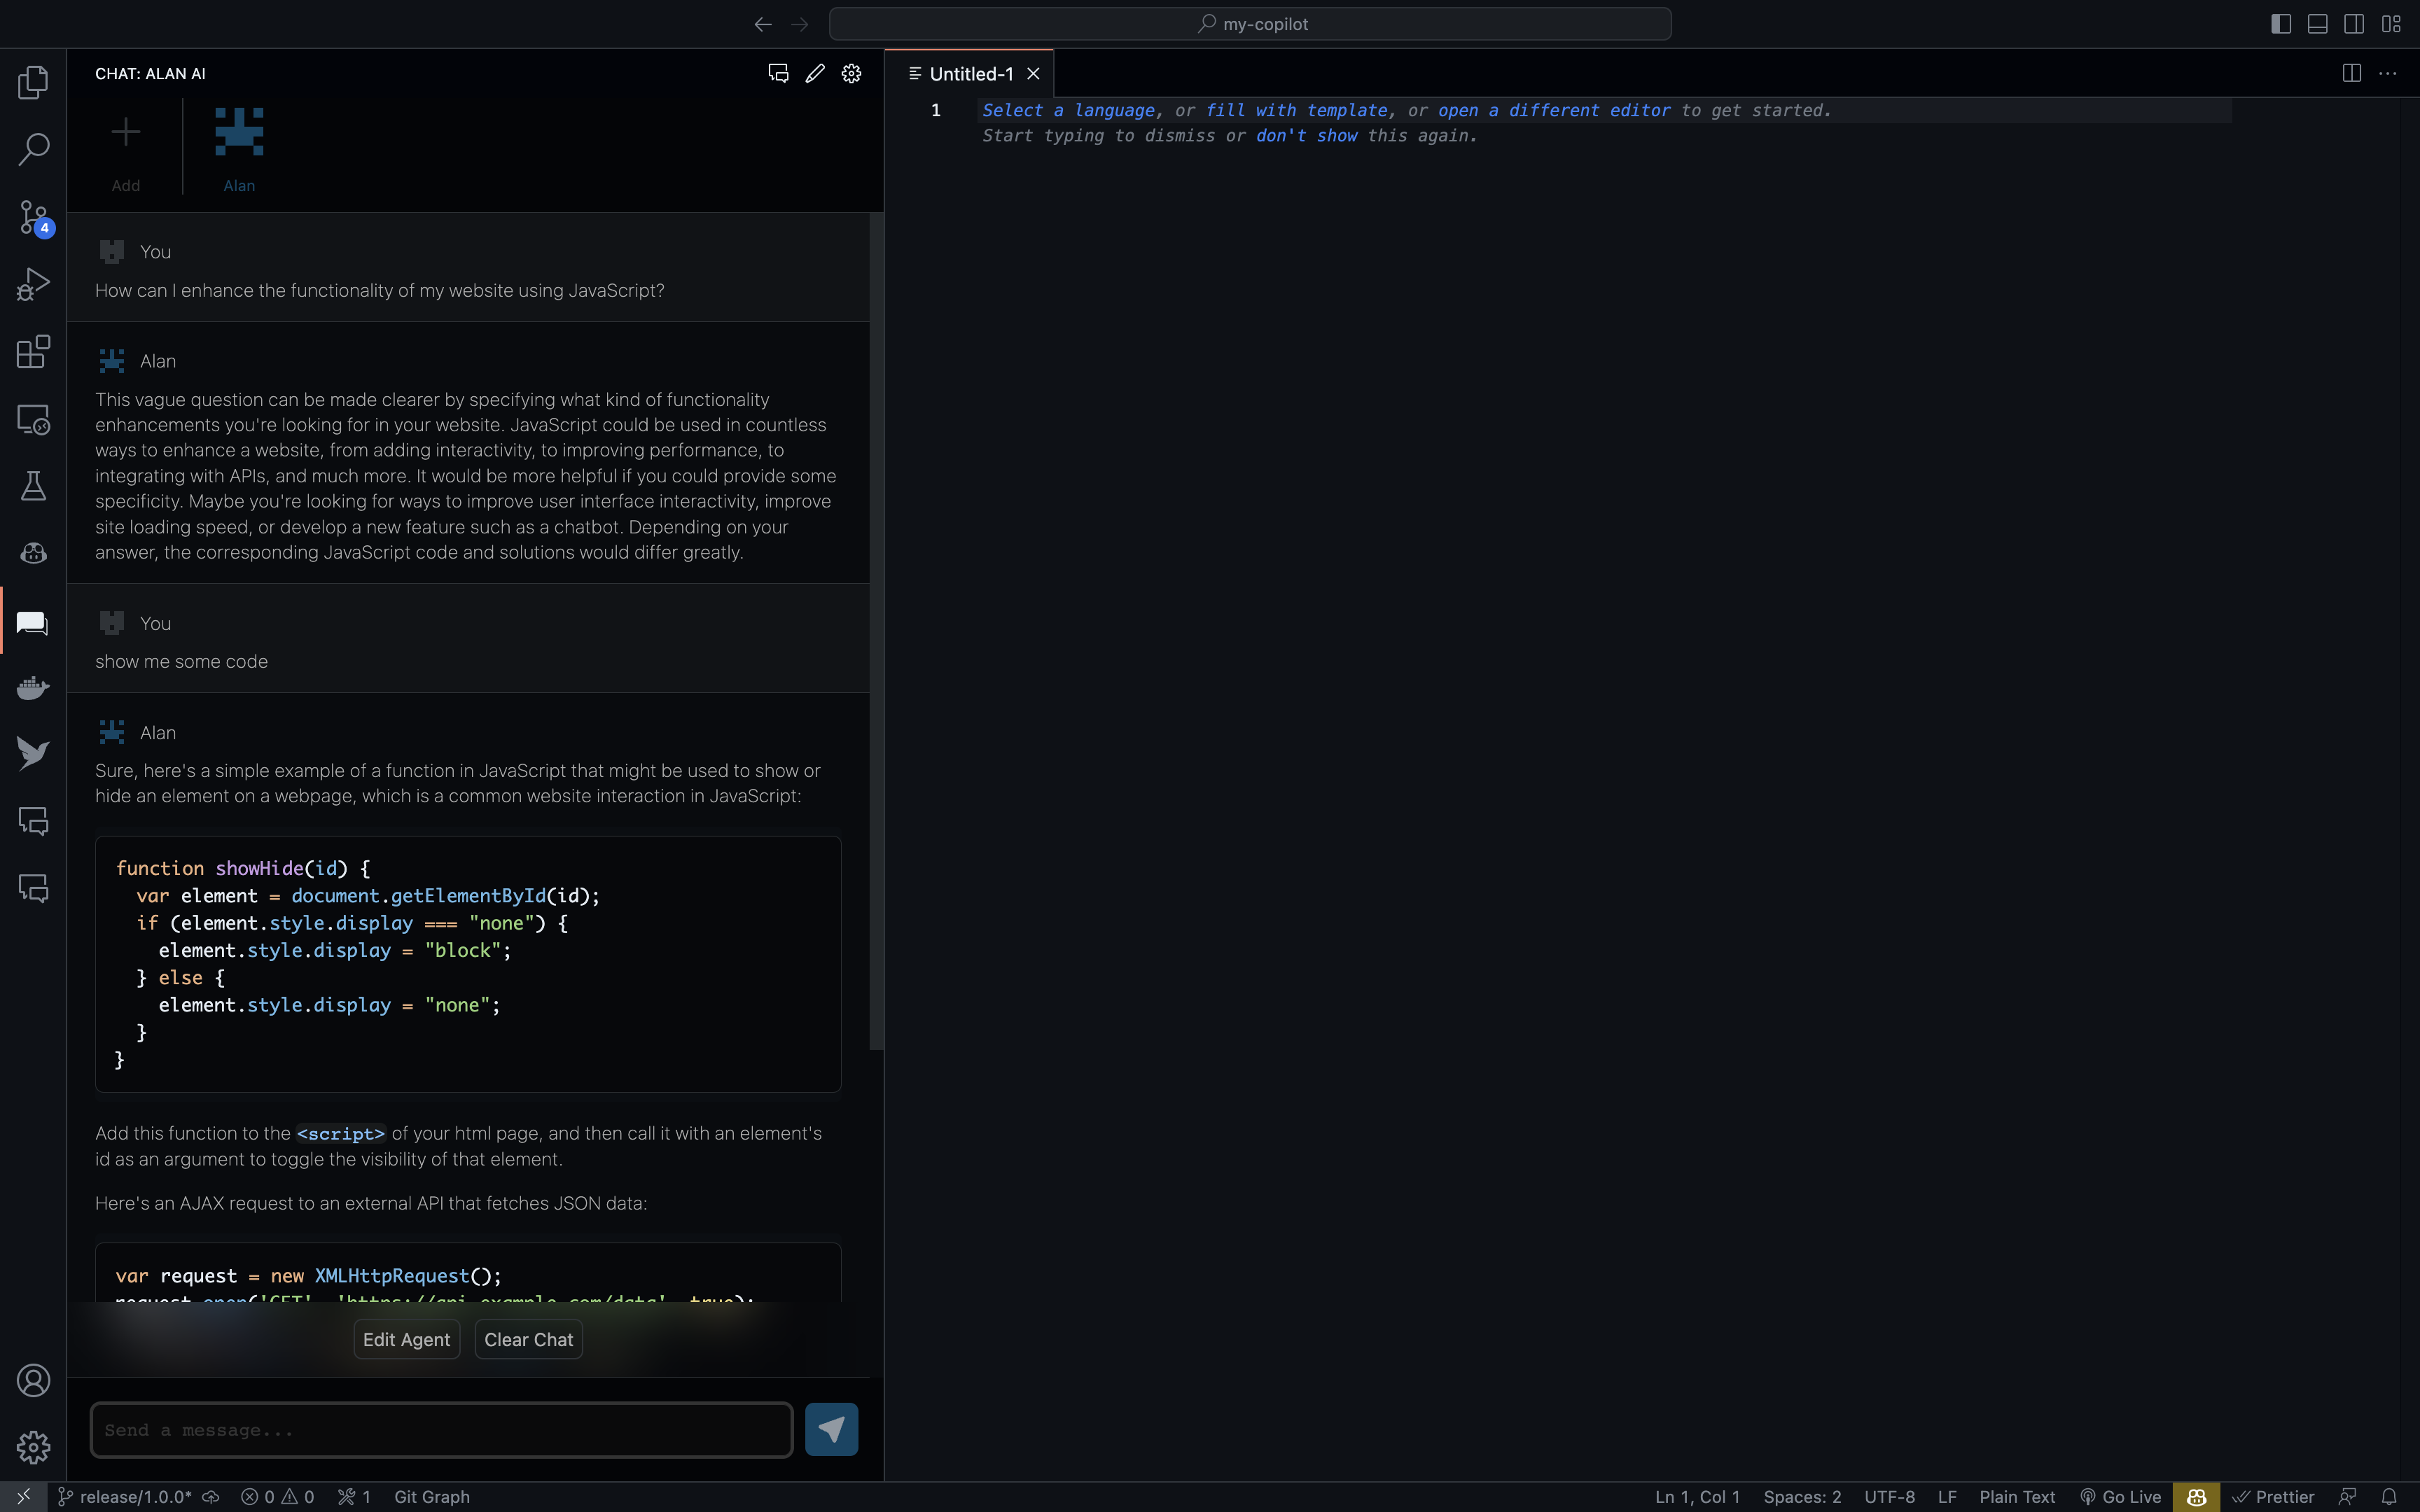 my-copilot
CHAT: ALAN AI
Add
Alan
4
You
How can I enhance the functionality of my website using JavaScript?
Alan
This vague question can be made clearer by specifying what kind of functionality
enhancements you're looking for in your website. JavaScript could be used in countless
ways to enhance a website, from adding interactivity, to improving performance, to
integrating with APIs, and much more. It would be more helpful if you could provide some
specificity. Maybe you're looking for ways to improve user interface interactivity, improve
site loading speed, or develop a new feature such as a chatbot. Depending on your
answer, the corresponding JavaScript code and solutions would differ greatly.
You
show me some code
Alan
Sure, here's a simple example of a function in JavaScript that might be used to show or
hide an element on a webpage, which is a common website interaction in JavaScript:
function showHide(id) {
  var element = document.getElementById(id);
  if (element.style.display === "none") {
    element.style.display = "block";
  } else {
    element.style.display = "none";
  }
}
Add this function to the <script> of your html page, and then call it with an element's
id as an argument to toggle the visibility of that element.
Here's an AJAX request to an external API that fetches JSON data:
var request = new XMLHttpRequest();
request.open('GET', 'https://api.example.com/data', true);
Edit Agent
Clear Chat
Send a message...
Untitled-1
1
Select a language, or fill with template, or open a different editor to get started.
Start typing to dismiss or don't show this again.
release/1.0.0*
0
0
1
Git Graph
Ln 1, Col 1
Spaces: 2
UTF-8
LF
Plain Text
Go Live
Prettier